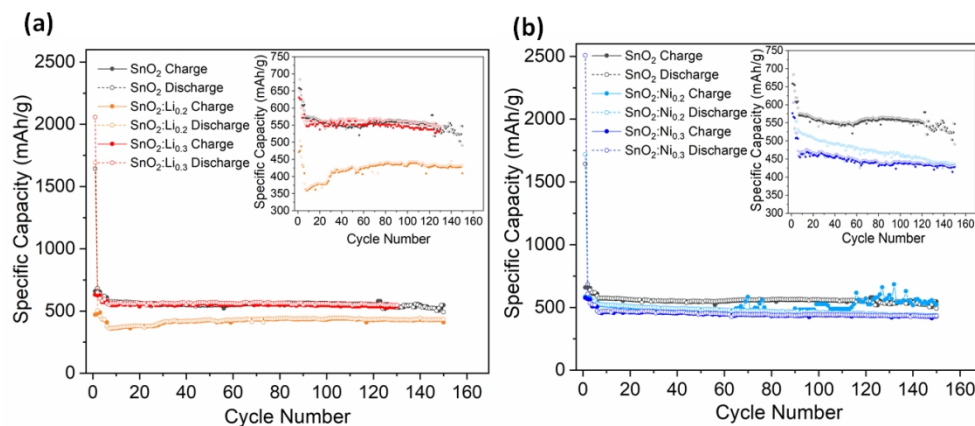 (a)
Specific Capacity (mAh/g)
2500
2000
1500
1000
500
0
0 20 40 60 80 100 120 140 160
Cycle Number
SnO₂ Charge
SnO₂ Discharge
SnO₂:Li₀.₂ Charge
SnO₂:Li₀.₂ Discharge
SnO₂:Li₀.₃ Charge
SnO₂:Li₀.₃ Discharge
Specific Capacity (mAh/g)
750
700
650
600
550
500
450
400
350
300
0 20 40 60 80 100 120 140 160
Cycle Number
(b)
Specific Capacity (mAh/g)
2500
2000
1500
1000
500
0
0 20 40 60 80 100 120 140 160
Cycle Number
SnO₂ Charge
SnO₂ Discharge
SnO₂:Ni₀.₂ Charge
SnO₂:Ni₀.₂ Discharge
SnO₂:Ni₀.₃ Charge
SnO₂:Ni₀.₃ Discharge
Specific Capacity (mAh/g)
750
700
650
600
550
500
450
400
350
300
0 20 40 60 80 100 120 140 160
Cycle Number